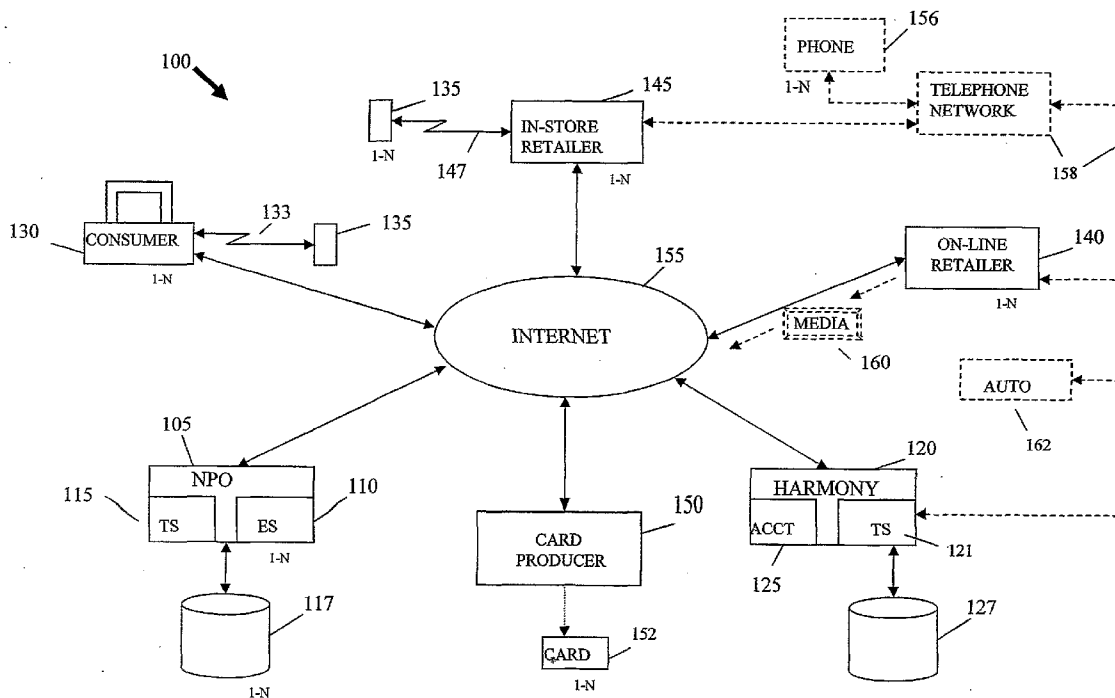 156
PHONE
100
1-N
135
145
TELEPHONE
NETWORK
IN-STORE
RETAILER
1-N
147
1-N
158
130
CONSUMER
133
135
1-N
155
ON-LINE
RETAILER
140
1-N
INTERNET
MEDIA
160
AUTO
162
105
NPO
115
TS
ES
110
1-N
120
HARMONY
ACCT
TS
121
125
150
CARD
PRODUCER
117
1-N
CARD
152
1-N
127